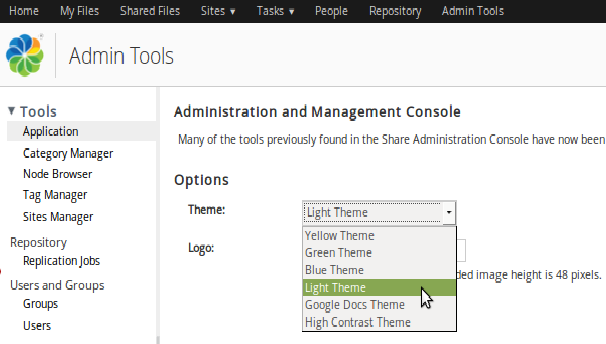 Home My Files Shared Files Sites ▾ Tasks ▾ People Repository Admin Tools
Admin Tools
▼ Tools
Application
Category Manager
Node Browser
Tag Manager
Sites Manager
Repository
Replication Jobs
Users and Groups
Groups
Users
Administration and Management Console
Many of the tools previously found in the Share Administration Console have now been
Options
Theme:
Light Theme
Yellow Theme
Green Theme
Blue Theme
Light Theme
Google Docs Theme
High Contrast Theme
Logo:
ded image height is 48 pixels.